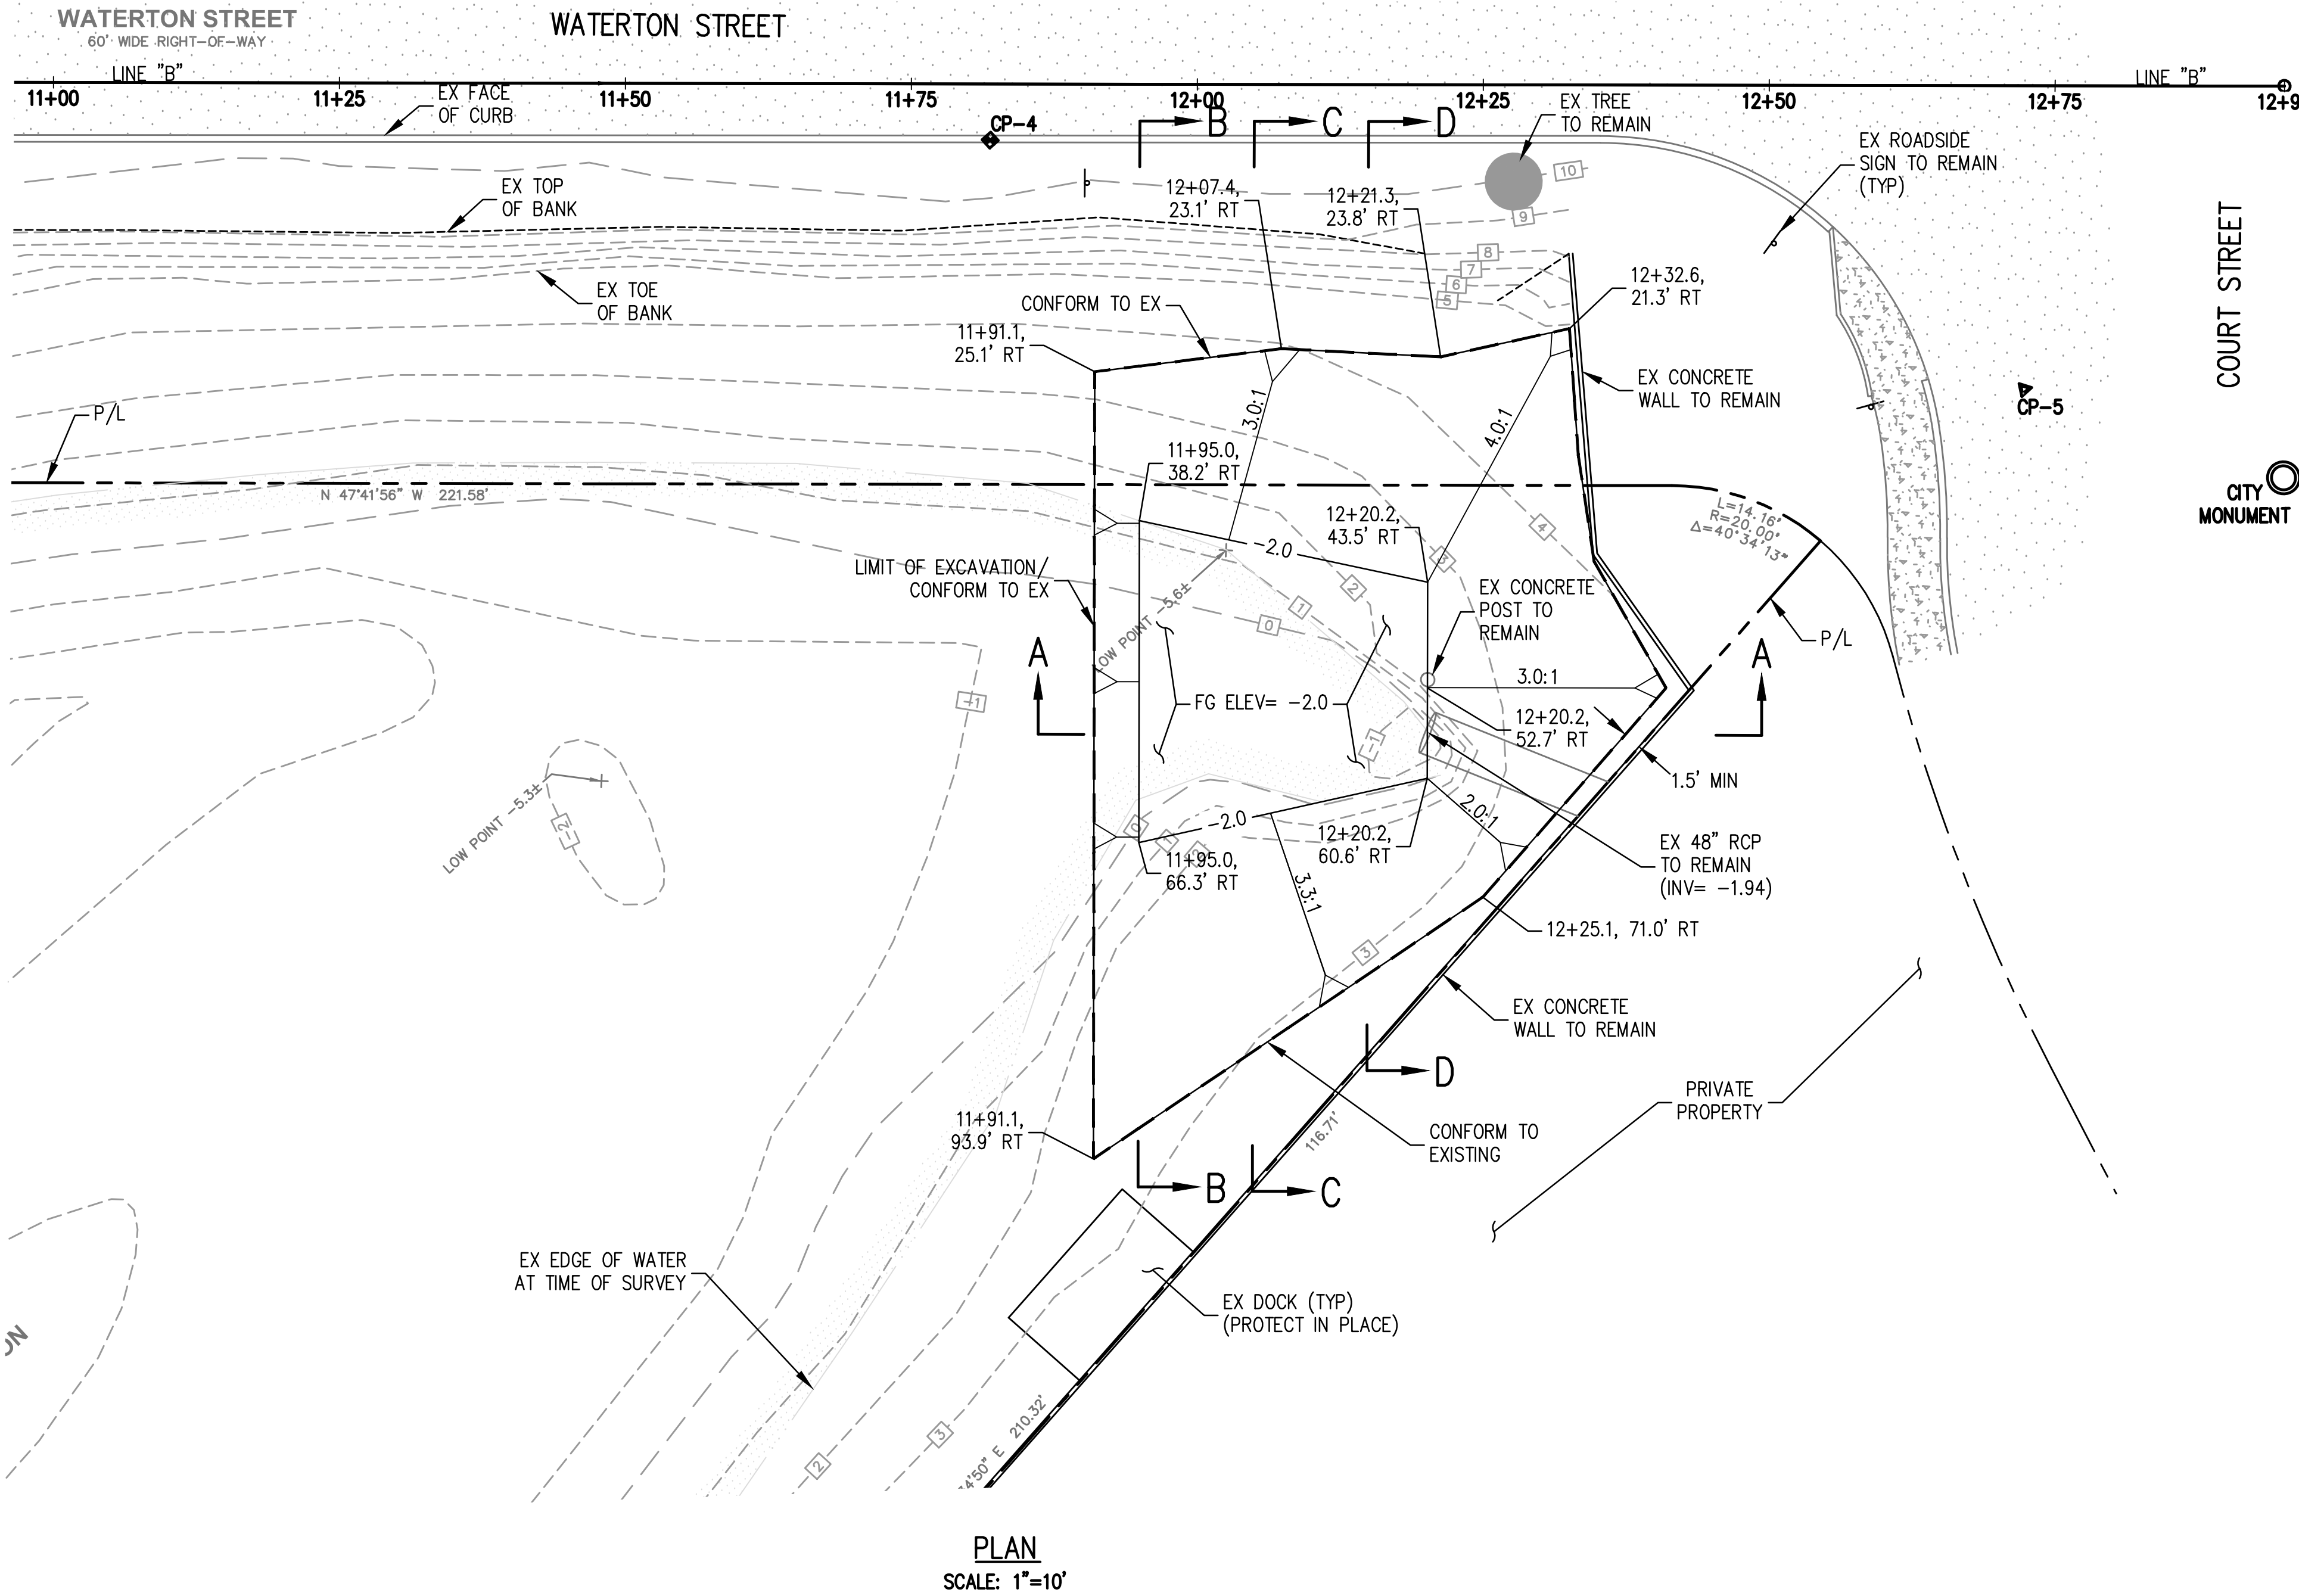 WATERTON STREET
60' WIDE RIGHT-OF-WAY
WATERTON STREET
LINE "B"
LINE "B"
11+00
11+25
11+50
11+75
12+00
12+25
12+50
12+75
12+9
EX FACE
OF CURB
CP-4
B
C
D
EX TREE
TO REMAIN
EX ROADSIDE
SIGN TO REMAIN
(TYP)
COURT STREET
EX TOP
OF BANK
12+07.4,
23.1' RT
12+21.3,
23.8' RT
10
9
8
7
6
5
EX TOE
OF BANK
CONFORM TO EX
12+32.6,
21.3' RT
11+91.1,
25.1' RT
EX CONCRETE
WALL TO REMAIN
CP-5
P/L
3.0:1
4.0:1
11+95.0,
38.2' RT
N 47°41'56" W 221.58'
CITY
MONUMENT
L=14.16'
R=20.00'
Δ=40°34'13"
12+20.2,
43.5' RT
4
3
2
1
0
-2.0
LIMIT OF EXCAVATION/
CONFORM TO EX
LOW POINT -5.6±
EX CONCRETE
POST TO
REMAIN
P/L
A
A
3.0:1
FG ELEV= -2.0
-1
-1
12+20.2,
52.7' RT
1.5' MIN
LOW POINT -5.3±
-2
0
1
2
-2.0
2.0:1
12+20.2,
60.6' RT
EX 48" RCP
TO REMAIN
(INV= -1.94)
11+95.0,
66.3' RT
3.3:1
12+25.1, 71.0' RT
3
EX CONCRETE
WALL TO REMAIN
D
PRIVATE
PROPERTY
11+91.1,
93.9' RT
116.71'
CONFORM TO
EXISTING
B
C
EX EDGE OF WATER
AT TIME OF SURVEY
EX DOCK (TYP)
(PROTECT IN PLACE)
ON
3
2
4'50" E 210.32'
PLAN
SCALE: 1"=10'